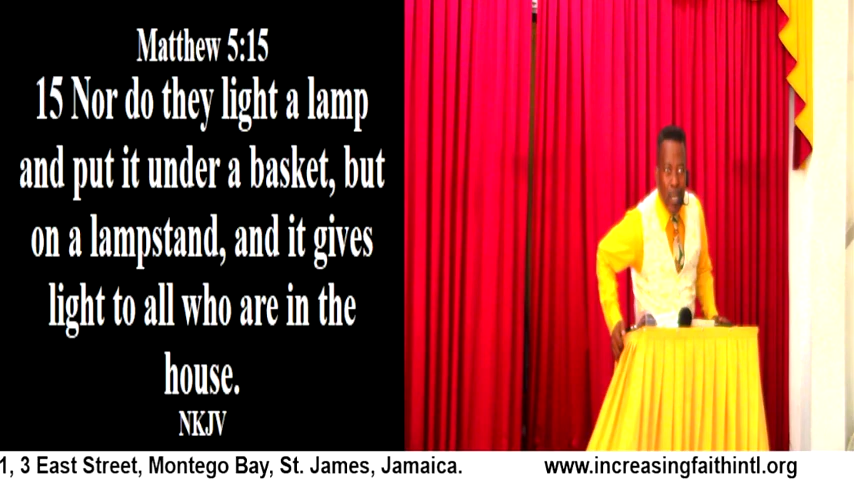 Matthew 5:15
15 Nor do they light a lamp
and put it under a basket, but
on a lampstand, and it gives
light to all who are in the
house.
NKJV
1, 3 East Street, Montego Bay, St. James, Jamaica. www.increasingfaithintl.org